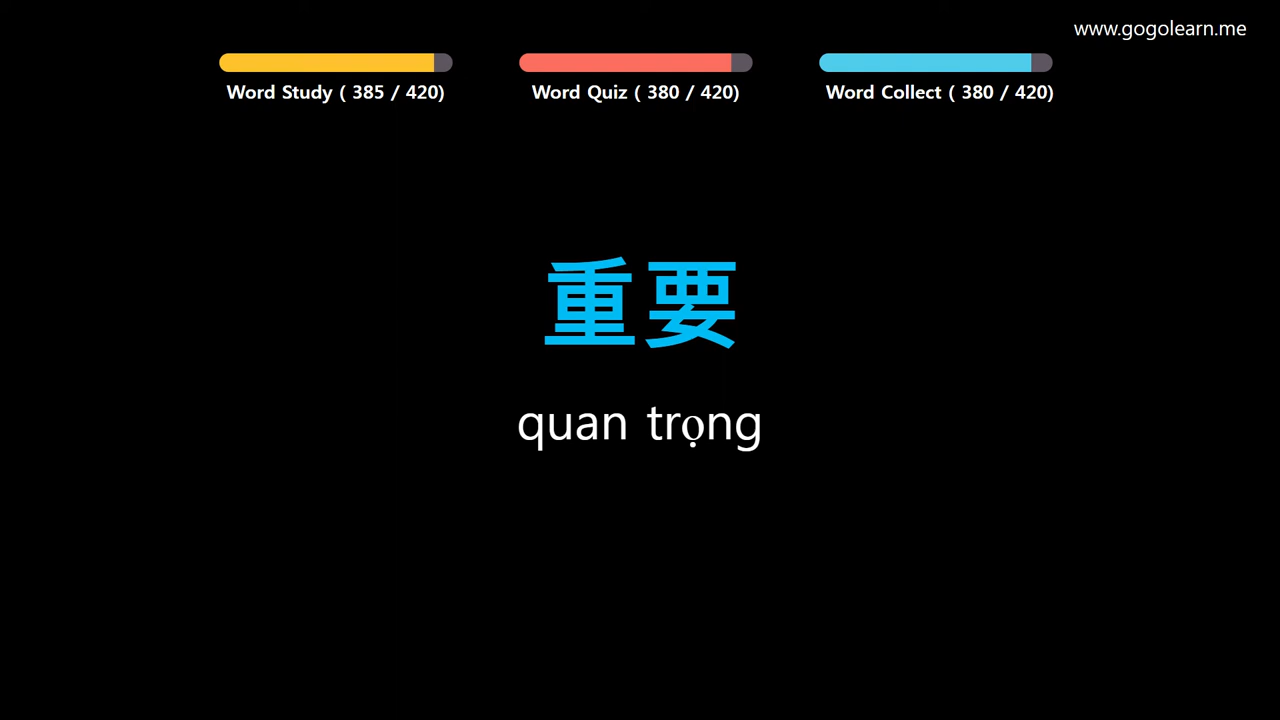 www.gogolearn.me
Word Study ( 385 / 420)
Word Quiz ( 380 / 420)
Word Collect ( 380 / 420)
重要
quan trọng